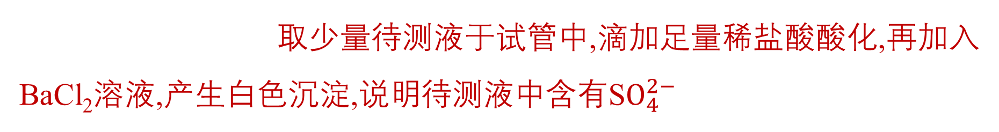 取少量待测液于试管中,滴加足量稀盐酸酸化,再加入
BaCl₂溶液,产生白色沉淀,说明待测液中含有SO₄²⁻